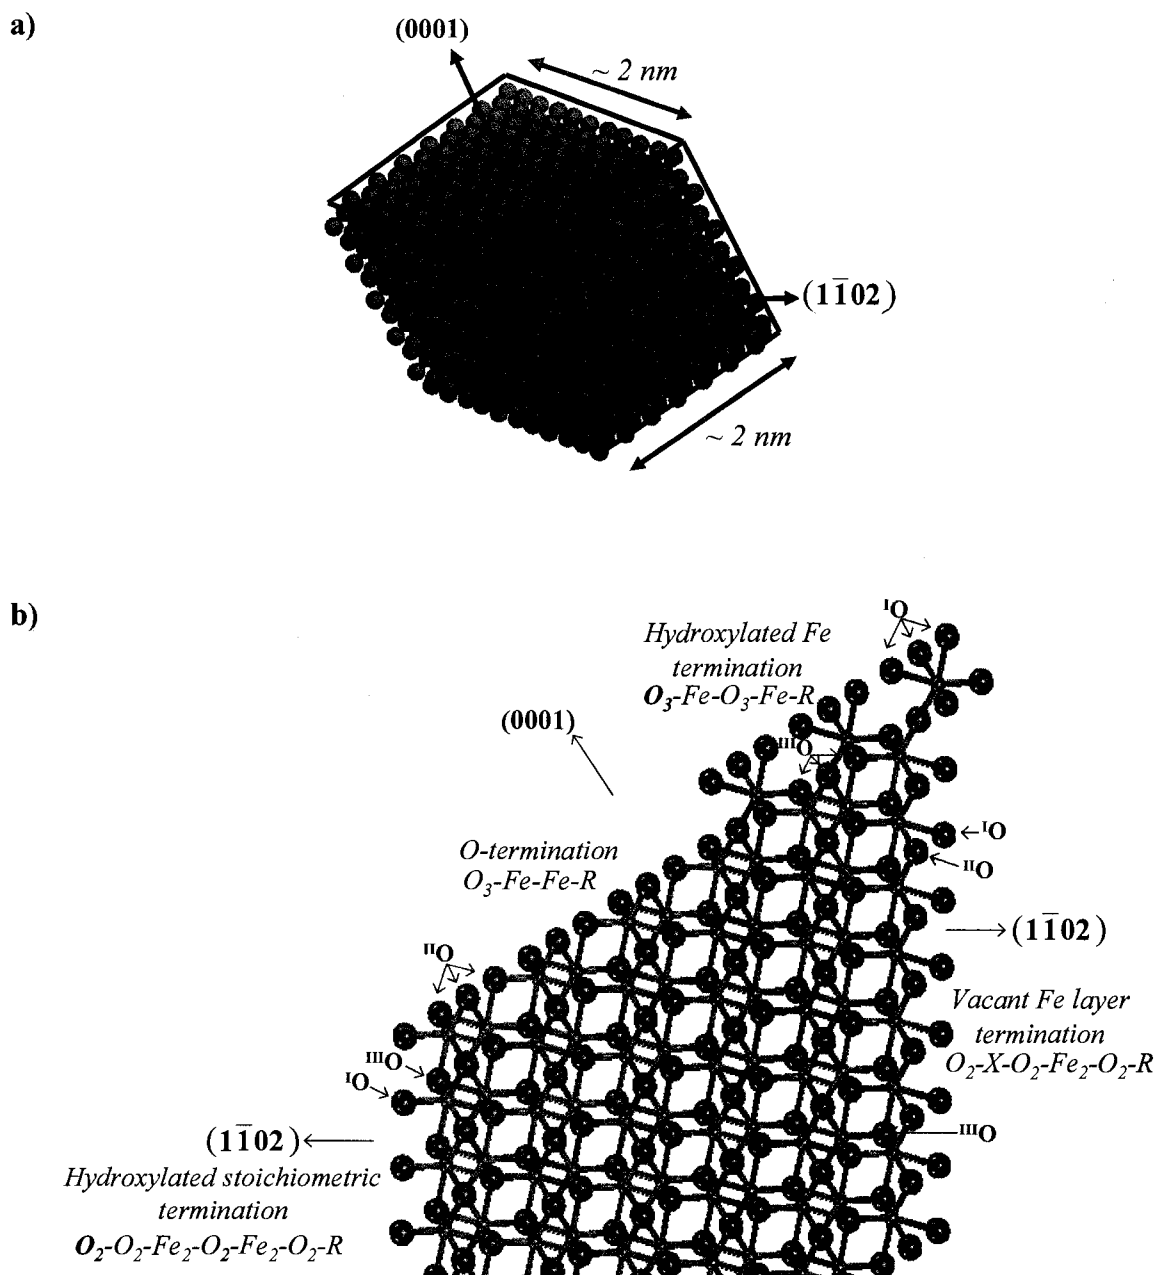 a)
(0001)
~ 2 nm
(11̅02)
~ 2 nm
b)
ᴵO
Hydroxylated Fe
termination
O₃-Fe-O₃-Fe-R
(0001)
ᴵᴵᴵO
ᴵO
O-termination
O₃-Fe-Fe-R
ᴵᴵO
(11̅02)
ᴵᴵO
Vacant Fe layer
termination
O₂-X-O₂-Fe₂-O₂-R
ᴵᴵᴵO
ᴵO
ᴵᴵᴵO
(11̅02)
Hydroxylated stoichiometric
termination
O₂-O₂-Fe₂-O₂-Fe₂-O₂-R